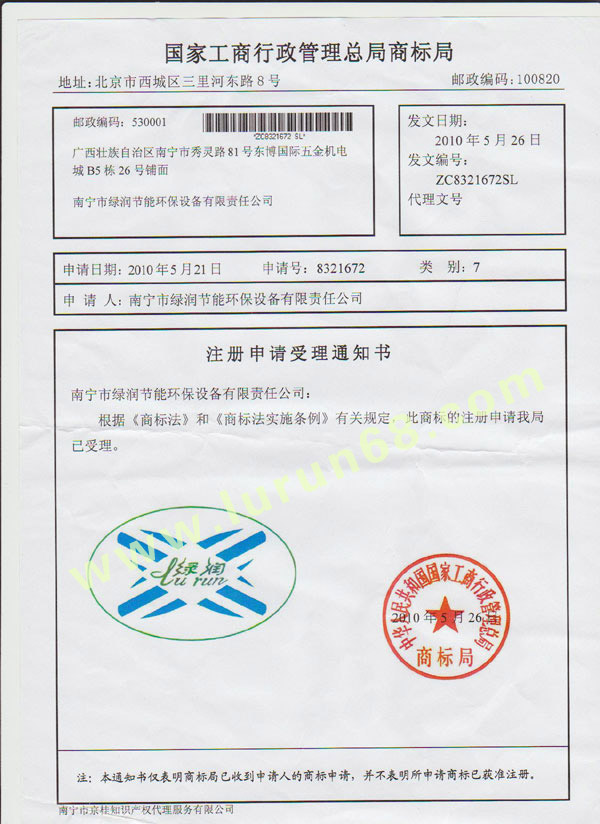 国家工商行政管理总局商标局
地址:北京市西城区三里河东路8号 邮政编码:100820
邮政编码:530001
*ZC8321672 SL*
广西壮族自治区南宁市秀灵路81号东博国际五金机电
城B5栋26号铺面
南宁市绿润节能环保设备有限责任公司
发文日期:
2010年5月26日
发文编号:
ZC8321672SL
代理文号
申请日期:2010年5月21日 申请号:8321672 类 别:7
申 请 人:南宁市绿润节能环保设备有限责任公司
注册申请受理通知书
南宁市绿润节能环保设备有限责任公司:
根据《商标法》和《商标法实施条例》有关规定,此商标的注册申请我局
已受理。
www.lurun68.com
绿润
lu run
中华人民共和国国家工商行政管理总局
2010年5月26日
商标局
注:本通知书仅表明商标局已收到申请人的商标申请,并不表明所申请商标已获准注册。
南宁市京桂知识产权代理服务有限公司